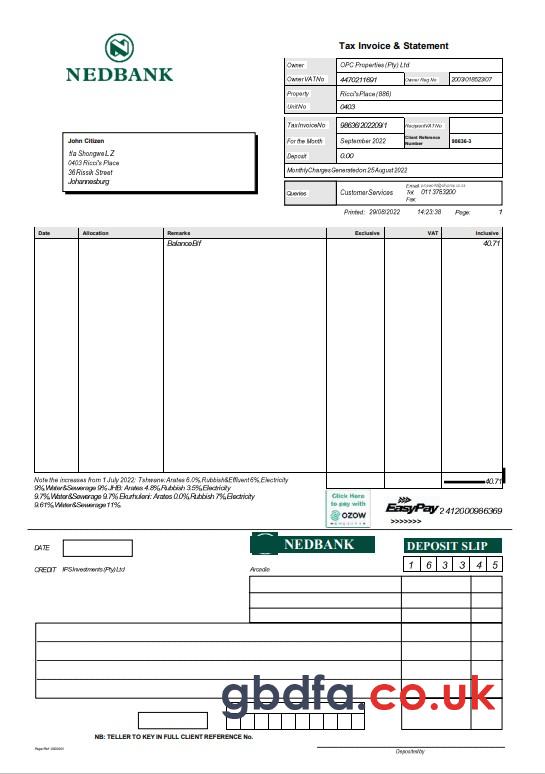 NEDBANK
Tax Invoice & Statement
Owner OPC Properties (Pty) Ltd
Owner VAT No 4470211691 Owner Reg No 2003/018523/07
Property Ricci's Place (886)
Unit No 0403
Tax Invoice No 98636/202209/1 Recipient VAT No
For the Month September 2022 Client Reference Number 98636-3
Deposit 0.00
Monthly Charges Generated on 25 August 2022
Queries Customer Services Email:
Tel. 011 3753200
Fax:
Printed: 29/08/2022 14:23:38 Page: 1
John Citizen
t/a Shongwe L Z
0403 Ricci's Place
36 Rissik Street
Johannesburg
Date Allocation Remarks Exclusive VAT Inclusive
Balance B/f 40.71
40.71
Note the increases from 1 July 2022: Tshwane: Arates 6.0%, Rubbish & Effluent 6%, Electricity
9%, Water & Sewerage 9% JHB: Arates 4.8%, Rubbish 3.5%, Electricity
9.7%, Water & Sewerage 9.7% Ekurhuleni: Arates 0.0%, Rubbish 7%, Electricity
9.61%, Water & Sewerage 11%.
Click Here
to pay with
OZOW
EasyPay 2 412000986369
>>>>>>>
DATE
NEDBANK
DEPOSIT SLIP
CREDIT IPS Investments (Pty) Ltd
Arcadia
1 6 3 3 4 5
gbdfa.co.uk
NB: TELLER TO KEY IN FULL CLIENT REFERENCE No.
Deposited by